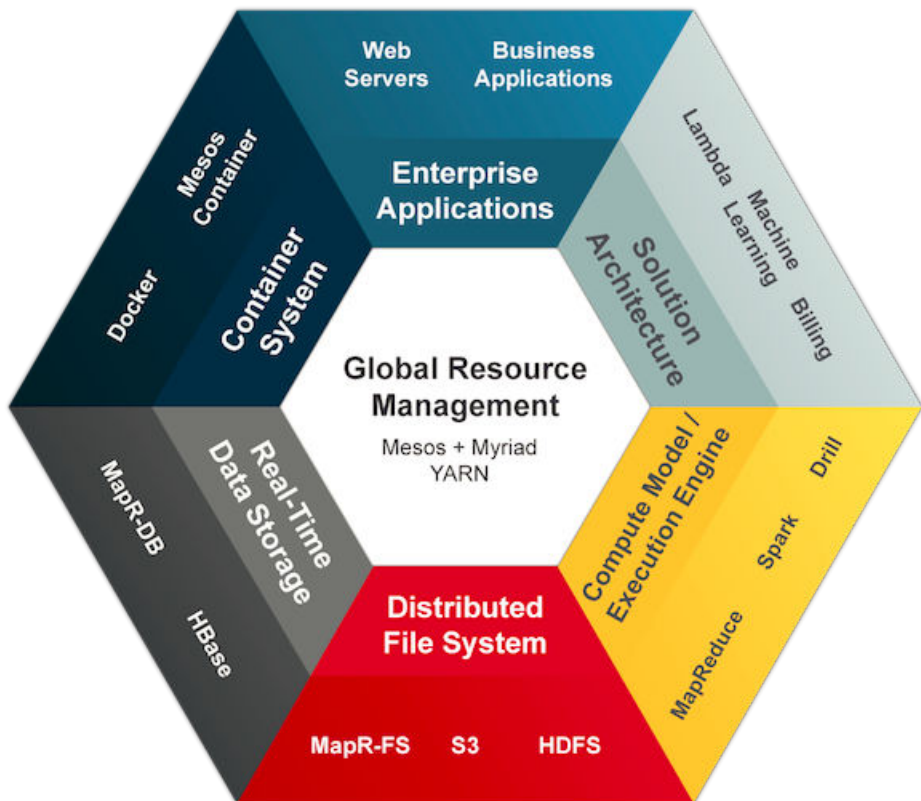 Web
Servers
Business
Applications
Enterprise
Applications
Lambda
Machine
Learning
Billing
Solution
Architecture
Drill
Spark
MapReduce
Compute Model /
Execution Engine
Distributed
File System
MapR-FS
S3
HDFS
Real-Time
Data Storage
MapR-DB
HBase
Mesos
Container
Docker
Container
System
Global Resource
Management
Mesos + Myriad
YARN